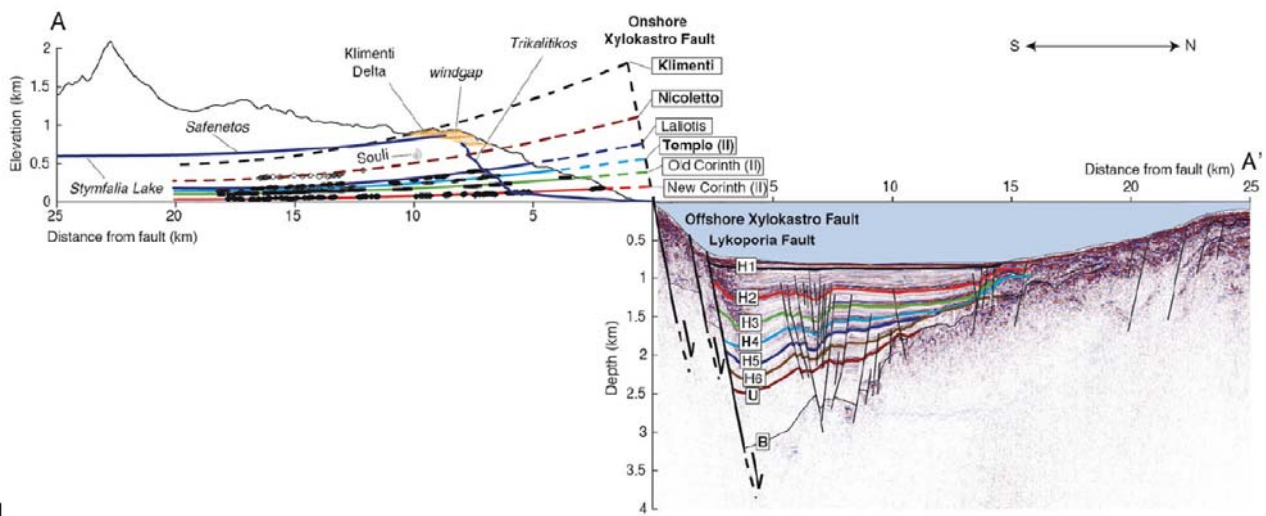 A
Onshore
Xylokastro Fault
S
N
2
1.5
1
0.5
0
Elevation (km)
Klimenti
Delta
windgap
Trikalitikos
Safenetos
Souli
Stymfalia Lake
Klimenti
Nicoletto
Laliotis
Temple (II)
Old Corinth (II)
New Corinth (II)
25
20
15
10
5
Distance from fault (km)
Distance from fault (km)
A'
5
10
15
20
25
Offshore Xylokastro Fault
Lykoporia Fault
0.5
1
1.5
2
2.5
3
3.5
4
Depth (km)
H1
H2
H3
H4
H5
H6
U
B